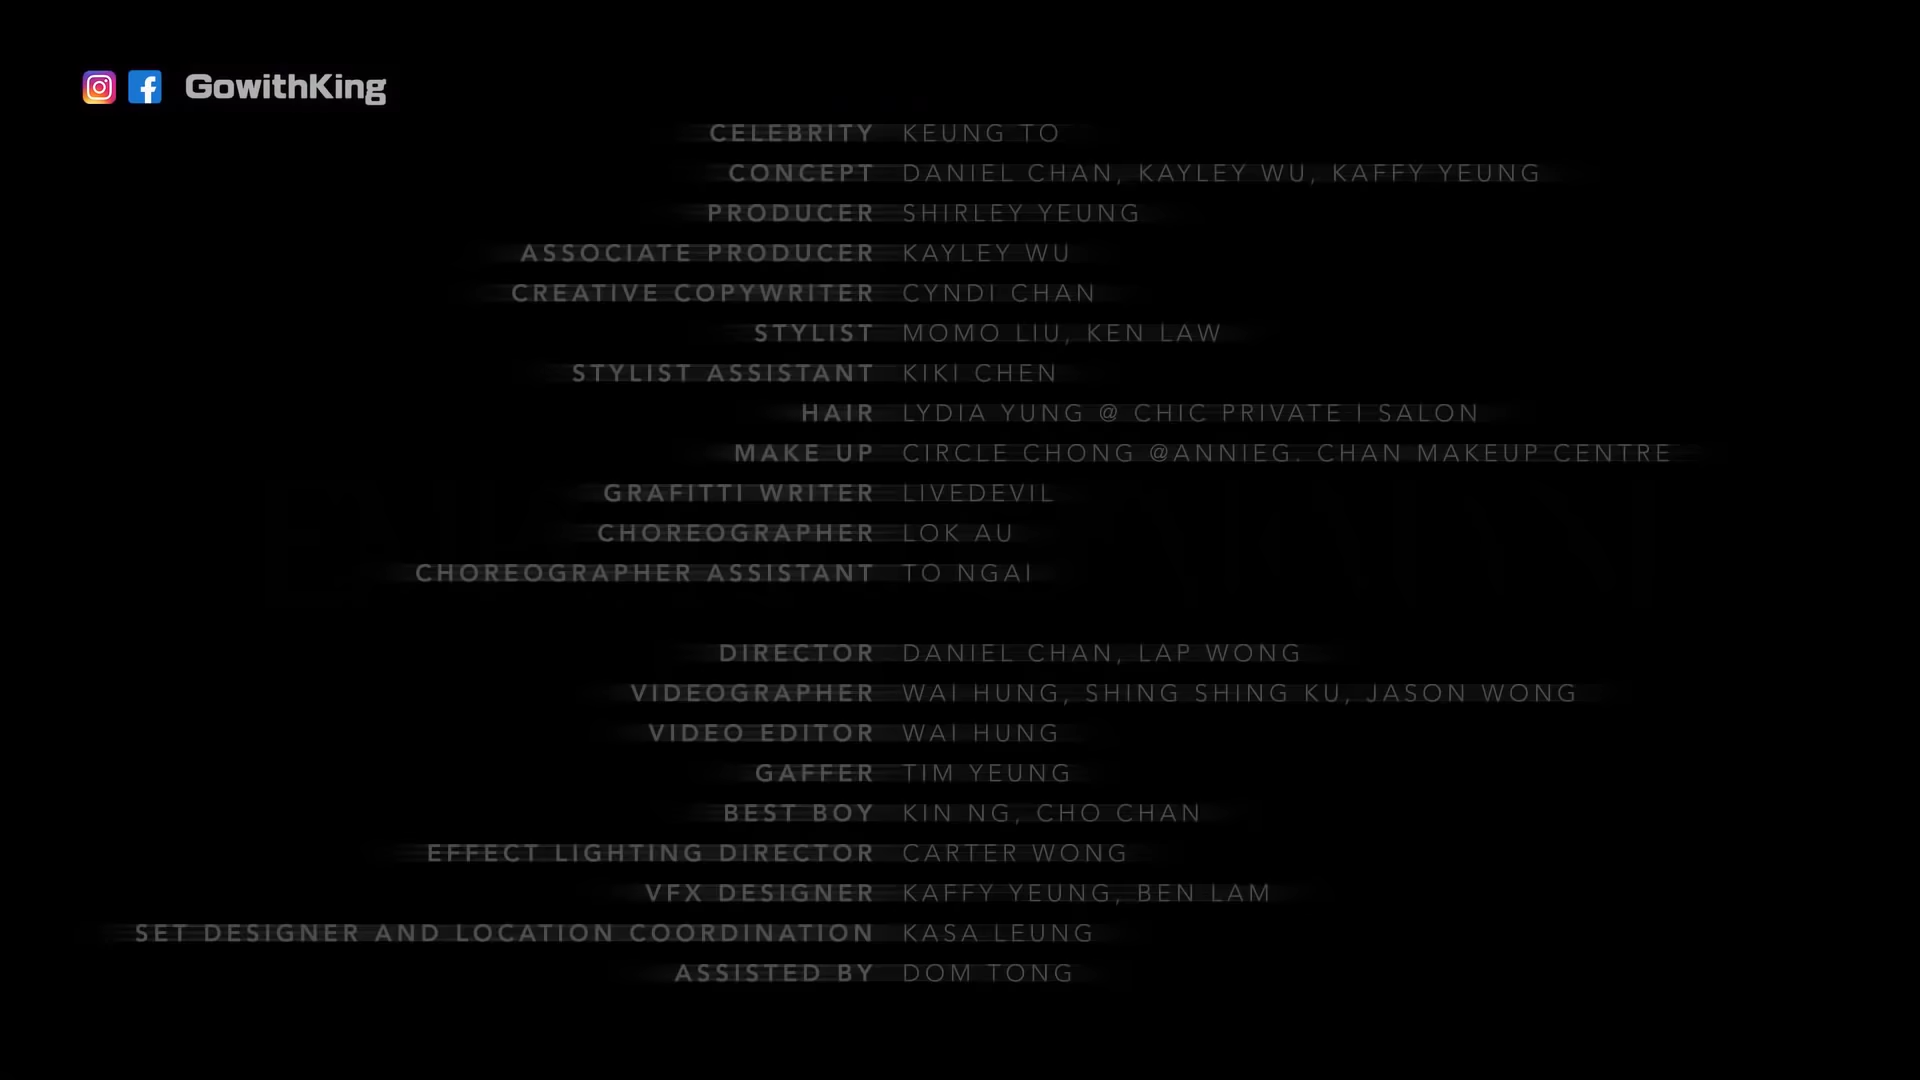 GowithKing
CELEBRITY KEUNG TO
CONCEPT DANIEL CHAN, KAYLEY WU, KAFFY YEUNG
PRODUCER SHIRLEY YEUNG
ASSOCIATE PRODUCER KAYLEY WU
CREATIVE COPYWRITER CYNDI CHAN
STYLIST MOMO LIU, KEN LAW
STYLIST ASSISTANT KIKI CHEN
HAIR LYDIA YUNG @ CHIC PRIVATE I SALON
MAKE UP CIRCLE CHONG @ANNIEG. CHAN MAKEUP CENTRE
GRAFITTI WRITER LIVEDEVIL
CHOREOGRAPHER LOK AU
CHOREOGRAPHER ASSISTANT TO NGAI
DIRECTOR DANIEL CHAN, LAP WONG
VIDEOGRAPHER WAI HUNG, SHING SHING KU, JASON WONG
VIDEO EDITOR WAI HUNG
GAFFER TIM YEUNG
BEST BOY KIN NG, CHO CHAN
EFFECT LIGHTING DIRECTOR CARTER WONG
VFX DESIGNER KAFFY YEUNG, BEN LAM
SET DESIGNER AND LOCATION COORDINATION KASA LEUNG
ASSISTED BY DOM TONG